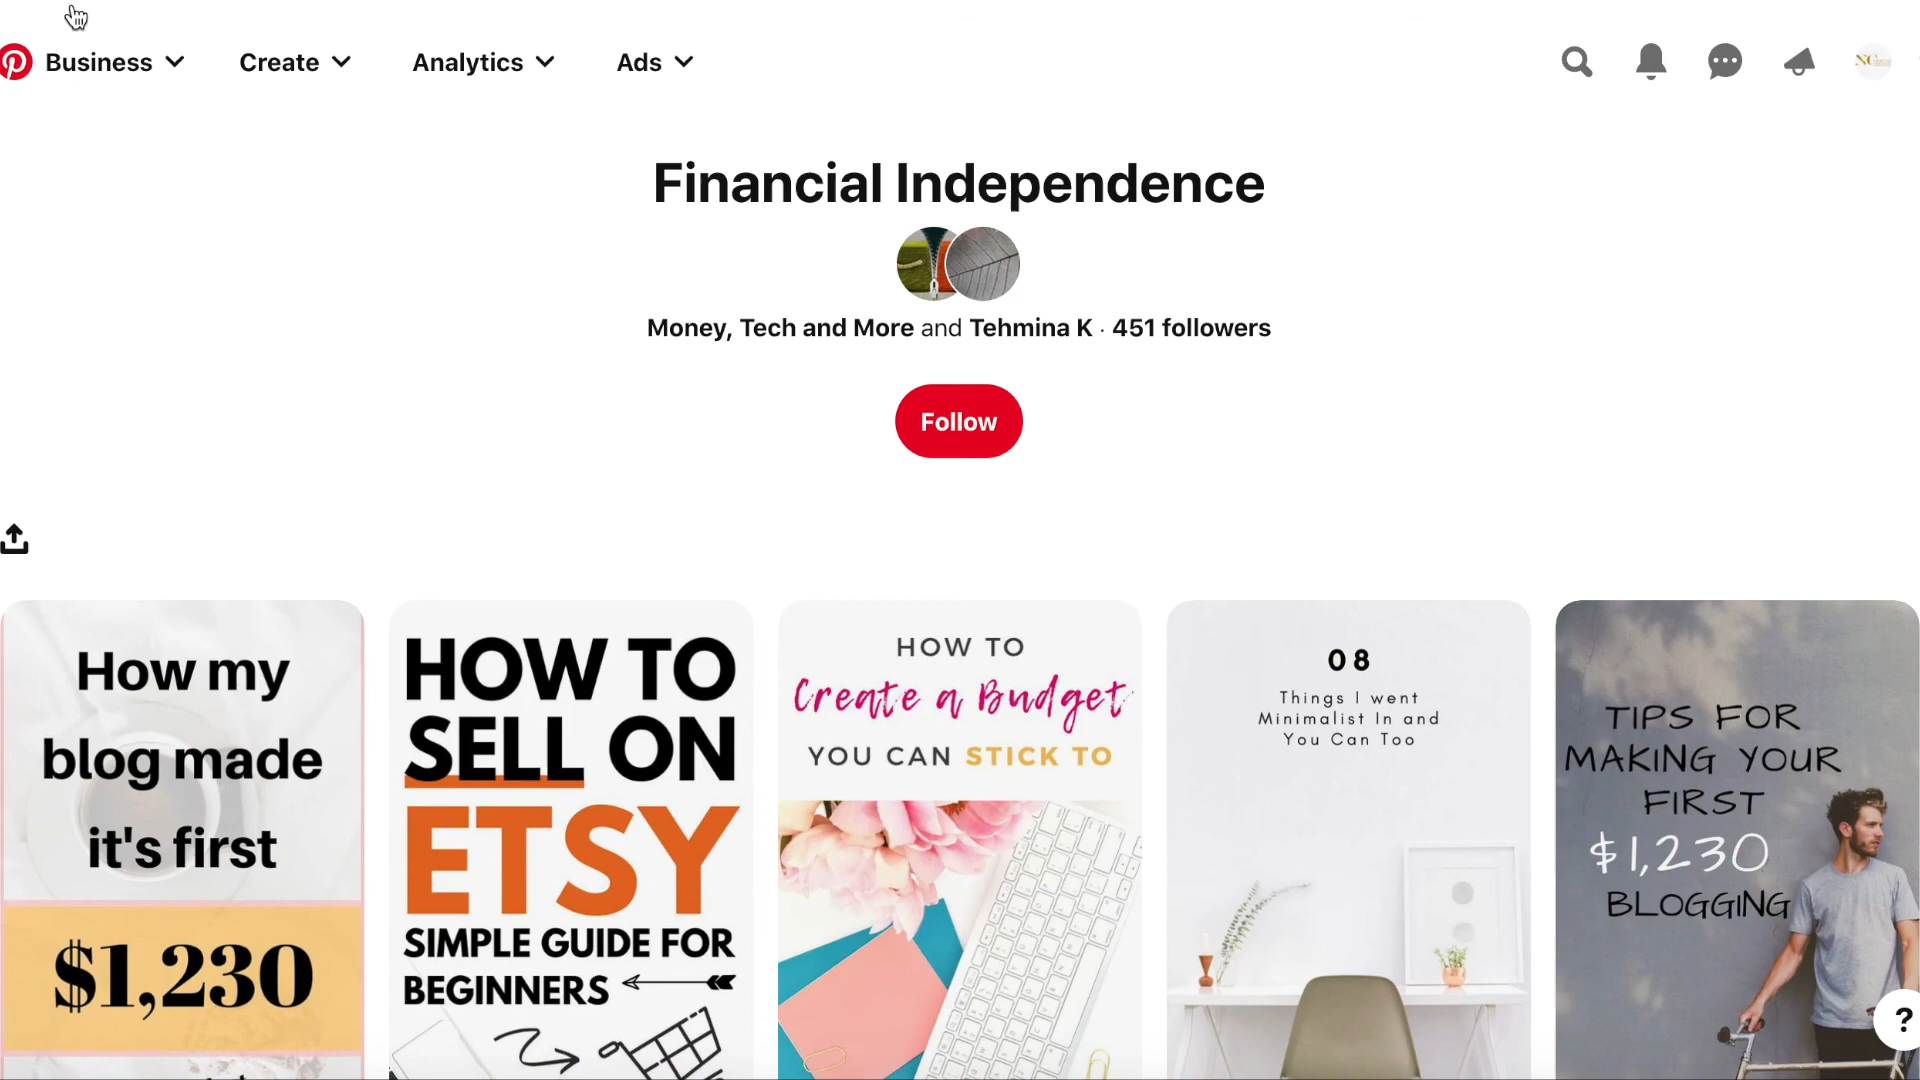 Business
Create
Analytics
Ads
Financial Independence
Money, Tech and More and Tehmina K · 451 followers
Follow
How my
blog made
it's first
$1,230
HOW TO
SELL ON
ETSY
SIMPLE GUIDE FOR
BEGINNERS
HOW TO
Create a Budget
YOU CAN STICK TO
08
Things I went
Minimalist In and
You Can Too
TIPS FOR
MAKING YOUR
FIRST
$1,230
BLOGGING
?